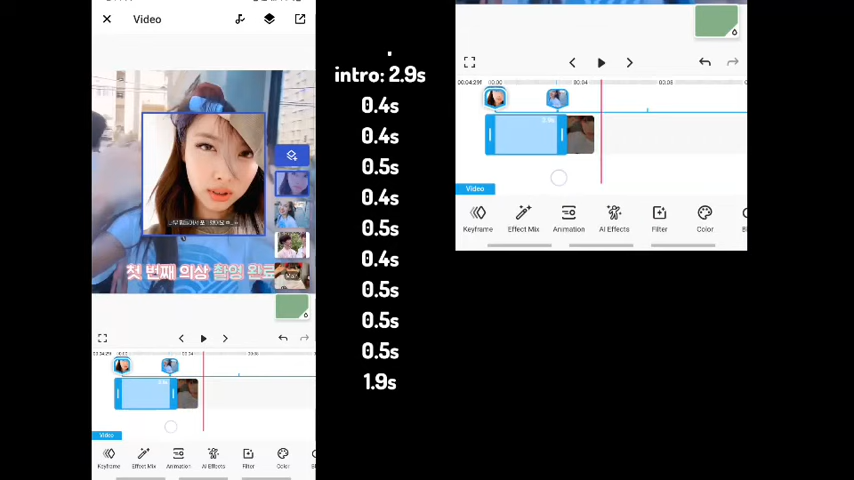 Video
첫 번째 의상 촬영 완료
Video
Keyframe
Effect Mix
Animation
AI Effects
Filter
Color
intro: 2.9s
0.4s
0.4s
0.5s
0.4s
0.5s
0.4s
0.5s
0.5s
0.5s
1.9s
Video
Keyframe
Effect Mix
Animation
AI Effects
Filter
Color